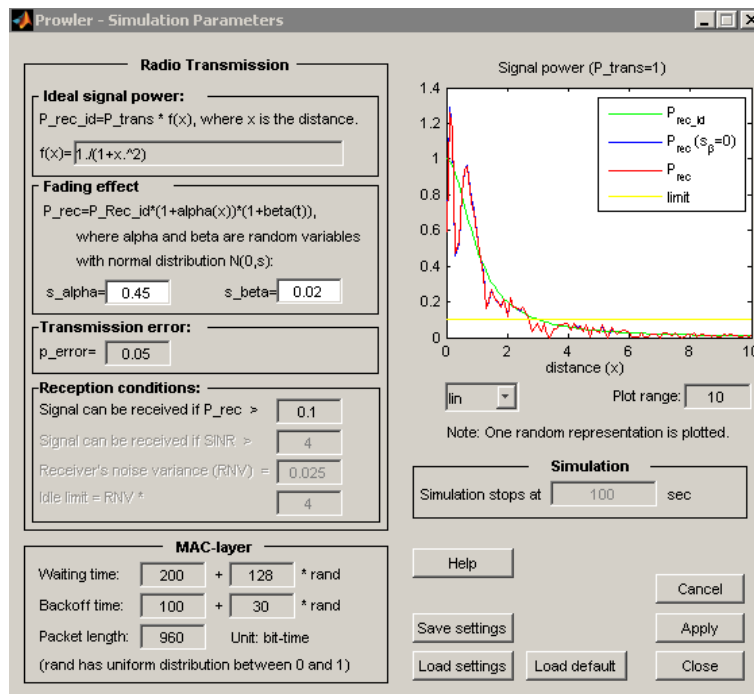 Prowler - Simulation Parameters
Radio Transmission
Ideal signal power:
P_rec_id=P_trans * f(x), where x is the distance.
f(x)= 1./(1+x.^2)
Fading effect
P_rec=P_Rec_id*(1+alpha(x))*(1+beta(t)),
where alpha and beta are random variables
with normal distribution N(0,s):
s_alpha= 0.45 s_beta= 0.02
Transmission error:
p_error= 0.05
Reception conditions:
Signal can be received if P_rec > 0.1
Signal can be received if SINR > 4
Receiver's noise variance (RNV) = 0.025
Idle limit = RNV * 4
MAC-layer
Waiting time: 200 + 128 * rand
Backoff time: 100 + 30 * rand
Packet length: 960 Unit: bit-time
(rand has uniform distribution between 0 and 1)
Signal power (P_trans=1)
1.4
1.2
1
0.8
0.6
0.4
0.2
0
0 2 4 6 8 10
distance (x)
P_rec_id
P_rec (s_β=0)
P_rec
limit
lin Plot range: 10
Note: One random representation is plotted.
Simulation
Simulation stops at 100 sec
Help
Cancel
Save settings Apply
Load settings Load default Close